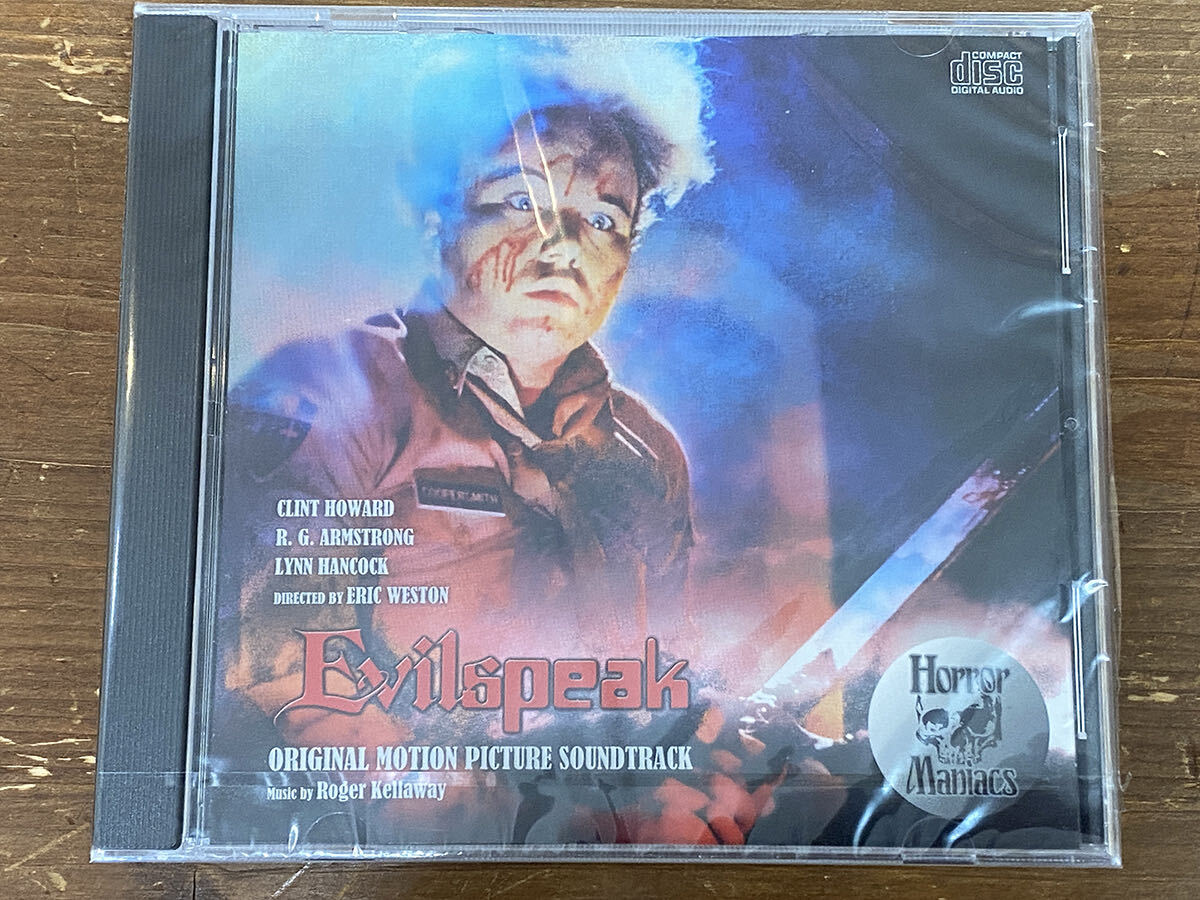 COMPACT
disc
DIGITAL AUDIO
COOPERSMITH
CLINT HOWARD
R. G. ARMSTRONG
LYNN HANCOCK
DIRECTED BY ERIC WESTON
Evilspeak
ORIGINAL MOTION PICTURE SOUNDTRACK
Music by Roger Kellaway
Horror
Maniacs